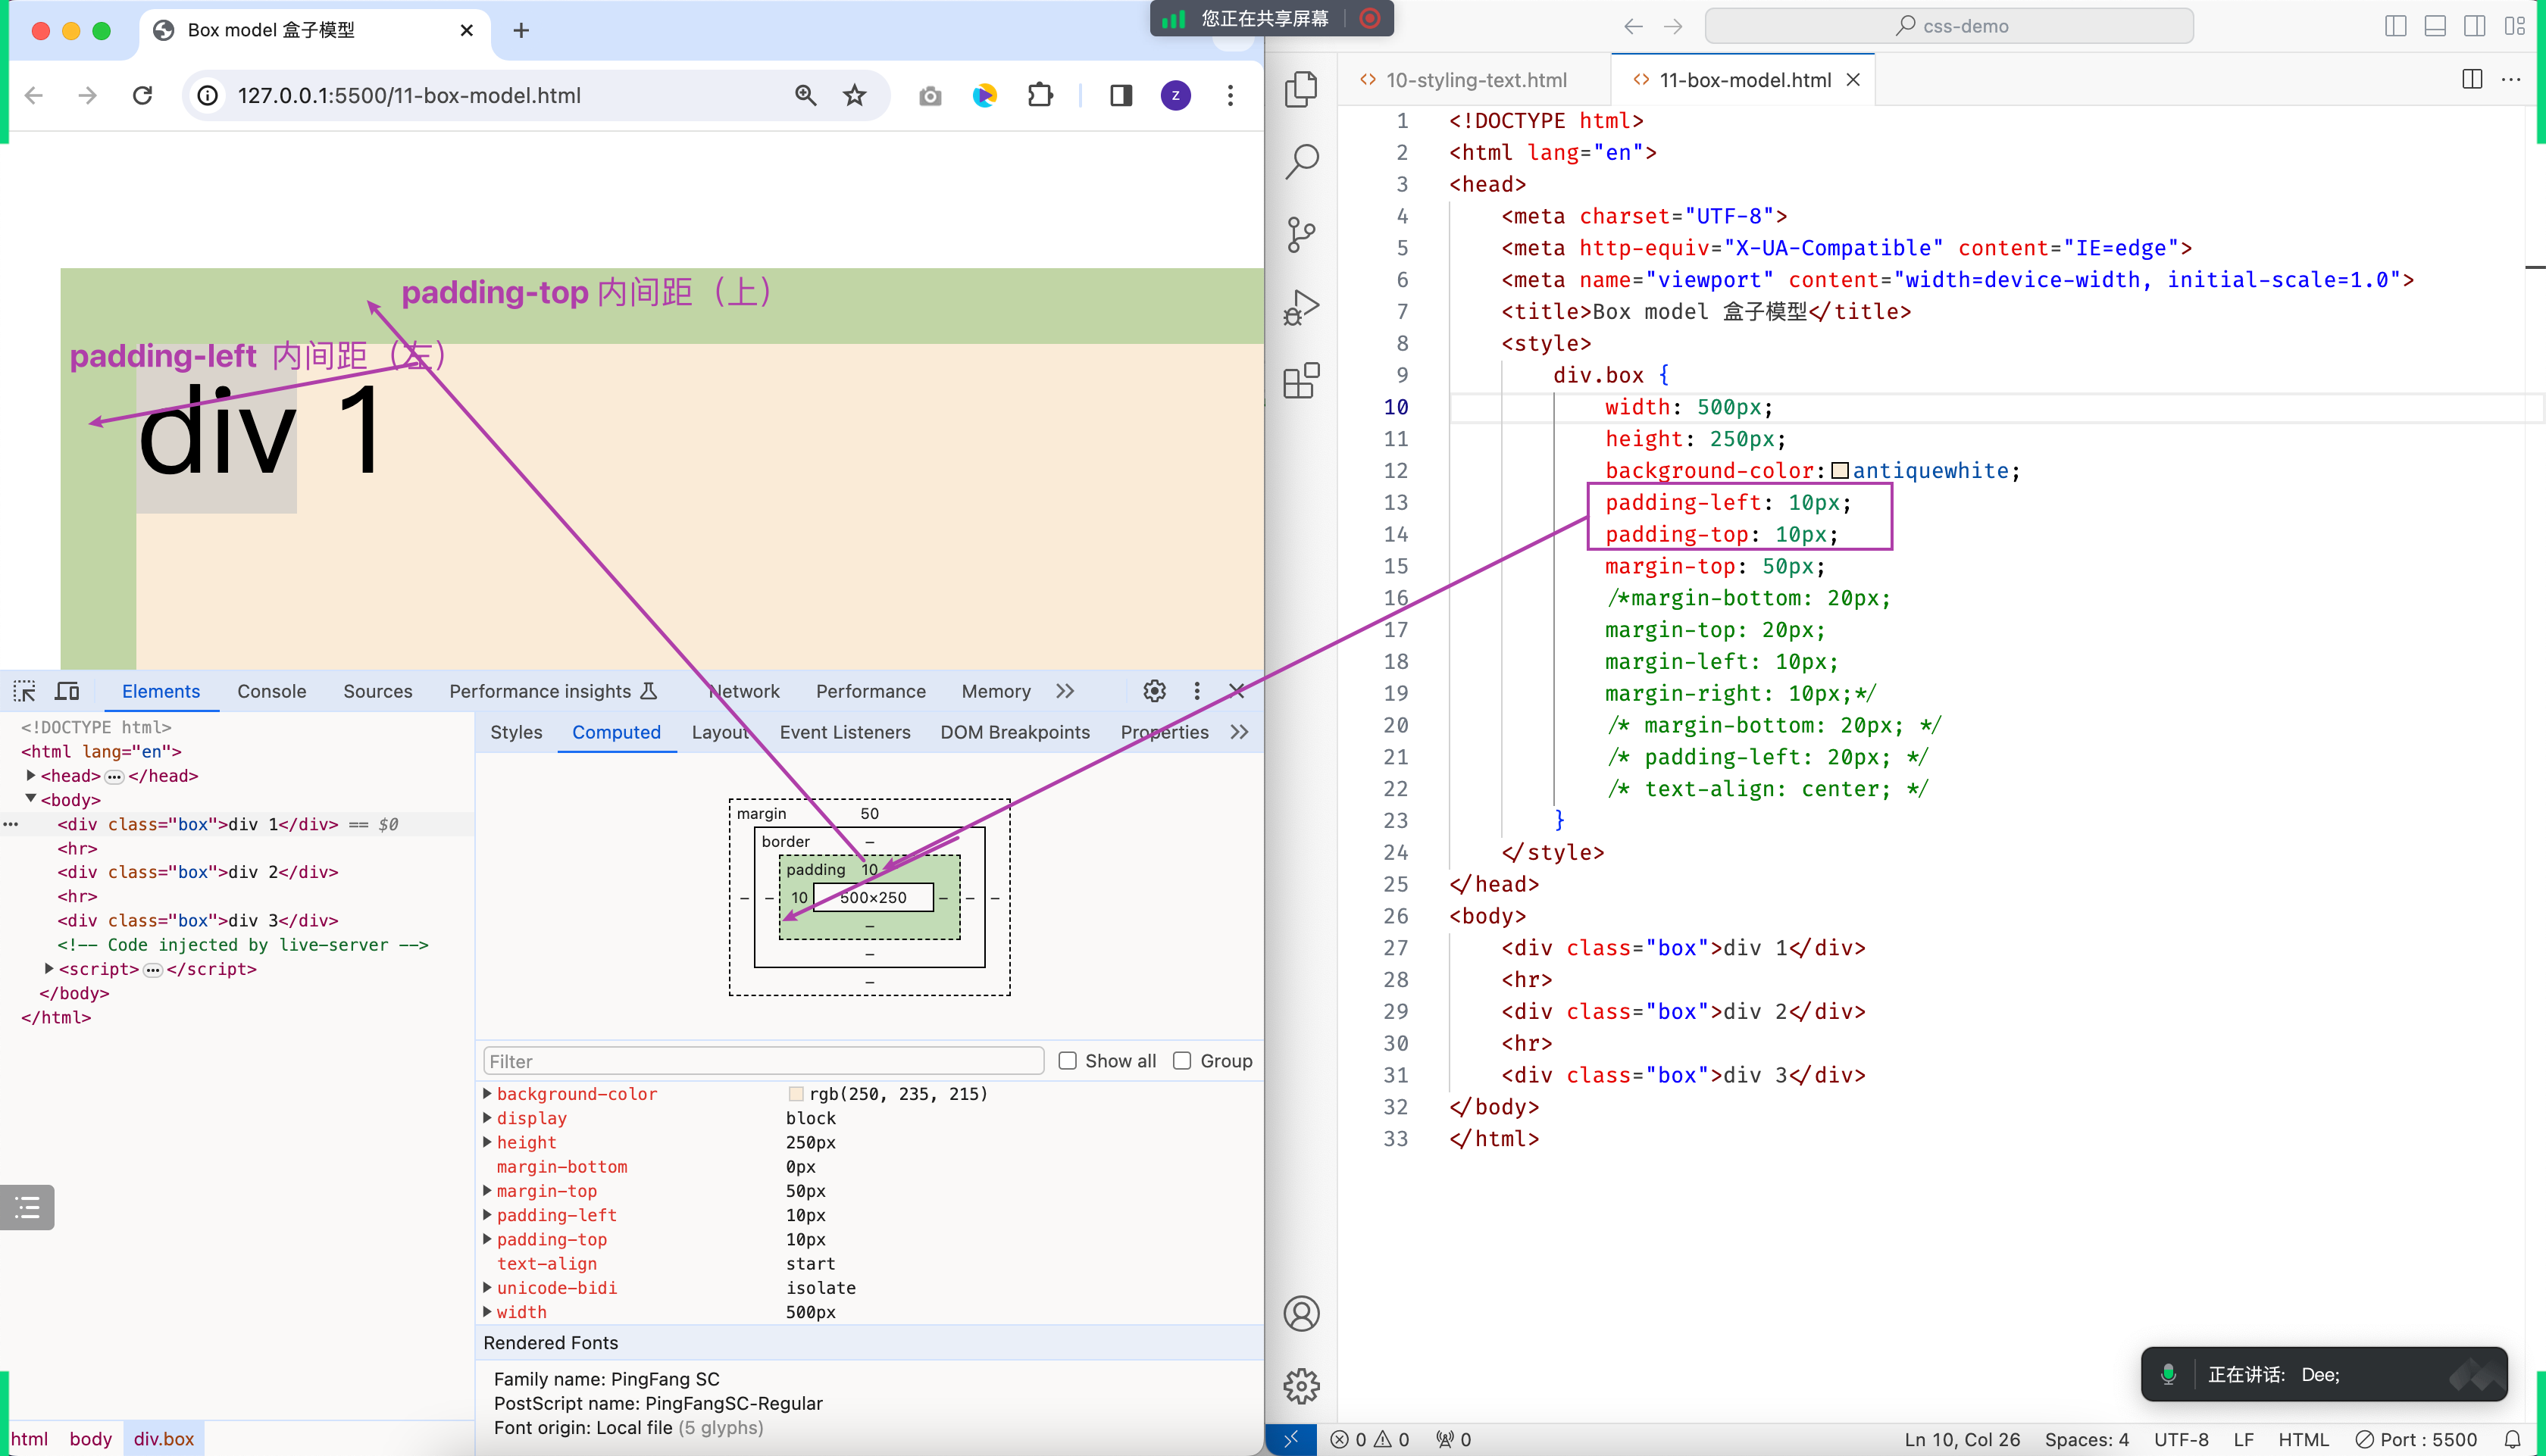 您正在共享屏幕
Box model 盒子模型
127.0.0.1:5500/11-box-model.html
z
padding-top 内间距（上）
padding-left 内间距（左）
div 1
Elements Console Sources Performance insights Network Performance Memory
<!DOCTYPE html>
<html lang="en">
<head> … </head>
<body>
<div class="box">div 1</div> == $0
<hr>
<div class="box">div 2</div>
<hr>
<div class="box">div 3</div>
<!-- Code injected by live-server -->
<script> … </script>
</body>
</html>
html body div.box
Styles Computed Layout Event Listeners DOM Breakpoints Properties
margin 50
border –
padding 10
– – 10 500×250 – – –
–
–
–
Filter Show all Group
background-color rgb(250, 235, 215)
display block
height 250px
margin-bottom 0px
margin-top 50px
padding-left 10px
padding-top 10px
text-align start
unicode-bidi isolate
width 500px
Rendered Fonts
Family name: PingFang SC
PostScript name: PingFangSC-Regular
Font origin: Local file (5 glyphs)
css-demo
10-styling-text.html 11-box-model.html
1 <!DOCTYPE html>
2 <html lang="en">
3 <head>
4 <meta charset="UTF-8">
5 <meta http-equiv="X-UA-Compatible" content="IE=edge">
6 <meta name="viewport" content="width=device-width, initial-scale=1.0">
7 <title>Box model 盒子模型</title>
8 <style>
9 div.box {
10 width: 500px;
11 height: 250px;
12 background-color: antiquewhite;
13 padding-left: 10px;
14 padding-top: 10px;
15 margin-top: 50px;
16 /*margin-bottom: 20px;
17 margin-top: 20px;
18 margin-left: 10px;
19 margin-right: 10px;*/
20 /* margin-bottom: 20px; */
21 /* padding-left: 20px; */
22 /* text-align: center; */
23 }
24 </style>
25 </head>
26 <body>
27 <div class="box">div 1</div>
28 <hr>
29 <div class="box">div 2</div>
30 <hr>
31 <div class="box">div 3</div>
32 </body>
33 </html>
正在讲话: Dee;
0 0 0 Ln 10, Col 26 Spaces: 4 UTF-8 LF HTML Port : 5500